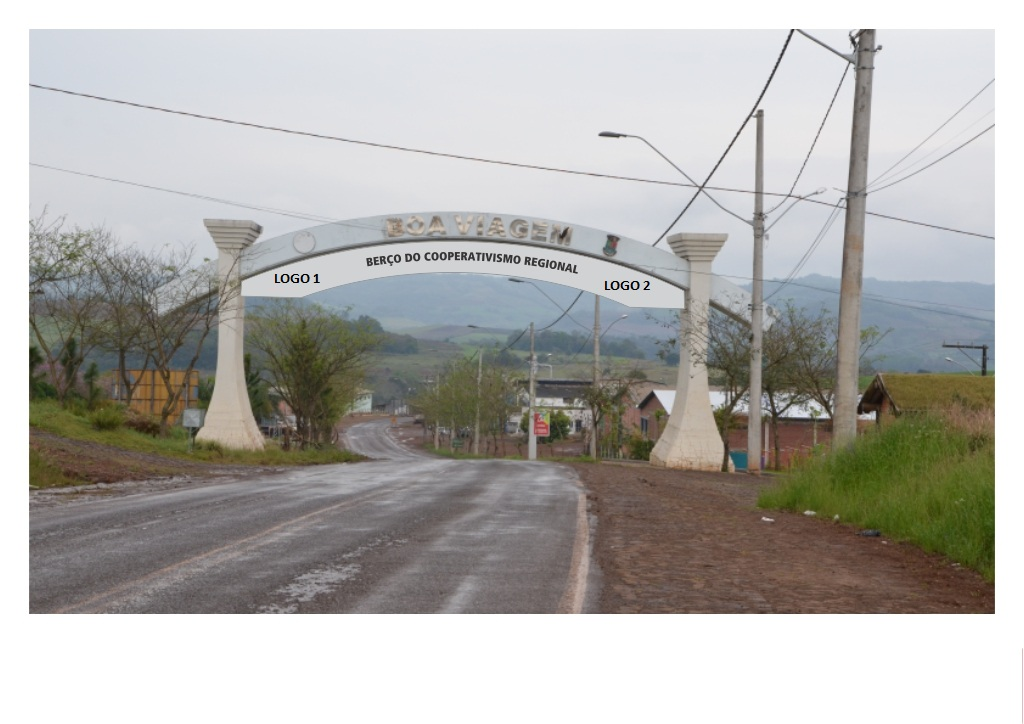 BOA VIAGEM
BERÇO DO COOPERATIVISMO REGIONAL
LOGO 1
LOGO 2